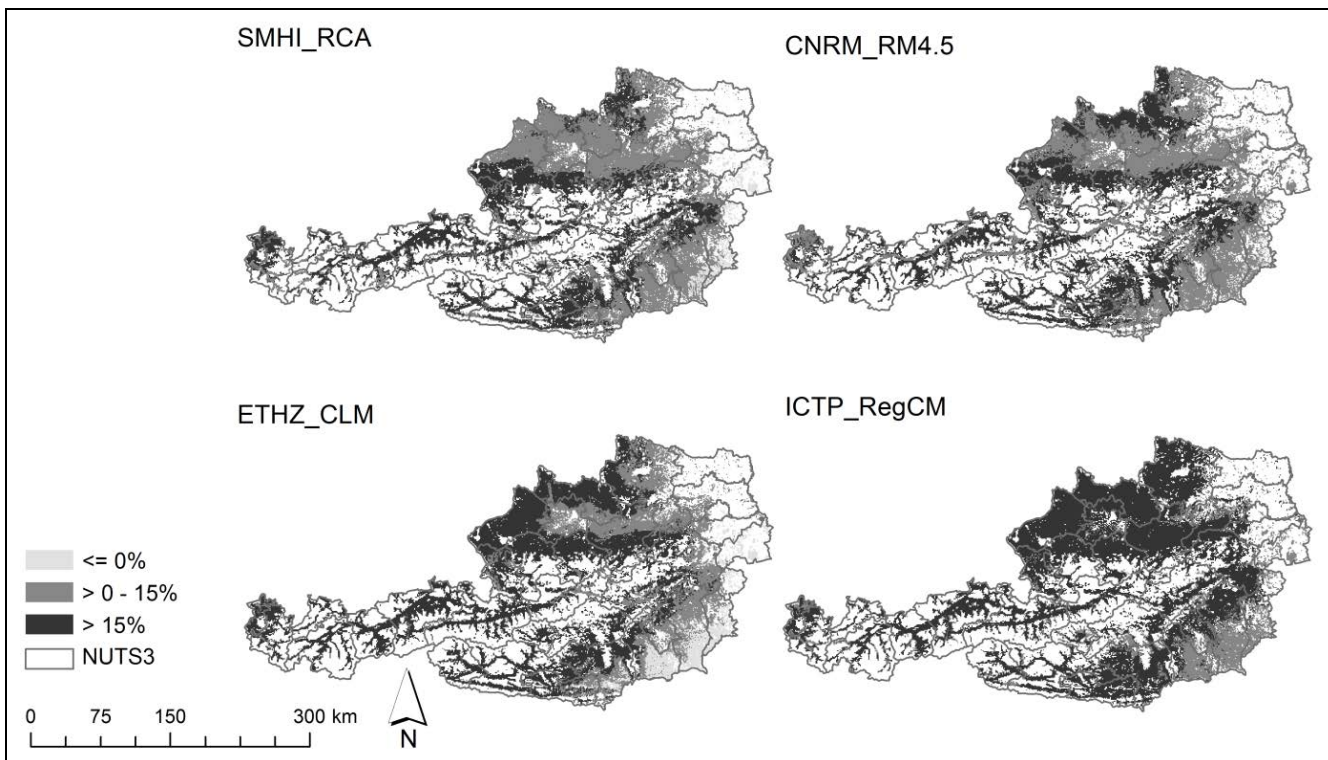 SMHI_RCA
CNRM_RM4.5
ETHZ_CLM
ICTP_RegCM
<= 0%
> 0 - 15%
> 15%
NUTS3
0 75 150 300 km
N